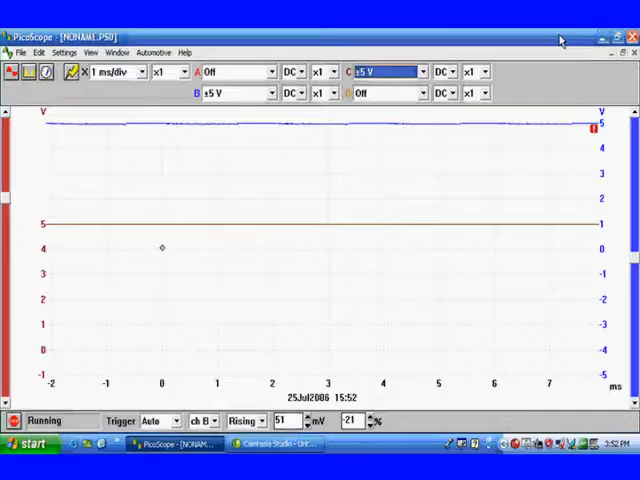 PicoScope - [NONAME.PSD]
File Edit Settings View Window Automotive Help
X 1 ms/div x1 A Off DC x1 C ±5 V DC x1
B ±5 V DC x1 D Off DC x1
V V
5
4
3
2
5 1
4 0
3 -1
2 -2
1 -3
0 -4
-1 -5
-2 -1 0 1 2 3 4 5 6 7 ms
25Jul2006 15:52
Running Trigger Auto ch B Rising 51 mV -21 %
start PicoScope - [NONAM... Camtasia Studio - Unt... 3:52 PM